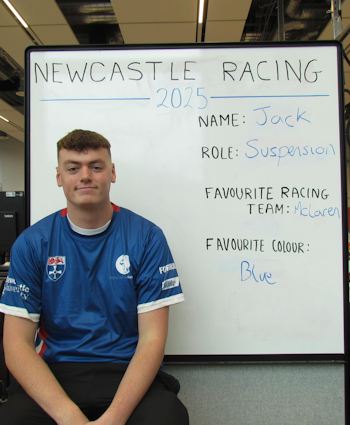 NEWCASTLE RACING
2025
NAME: Jack
ROLE: Suspension
FAVOURITE RACING
TEAM: McLaren
FAVOURITE COLOUR:
Blue